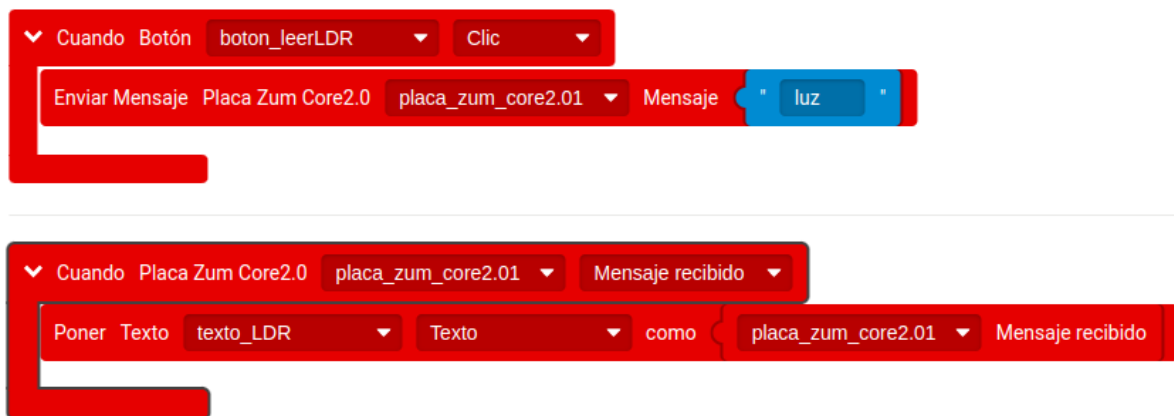 Cuando Botón boton_leerLDR Clic
Enviar Mensaje Placa Zum Core2.0 placa_zum_core2.01 Mensaje " luz "
Cuando Placa Zum Core2.0 placa_zum_core2.01 Mensaje recibido
Poner Texto texto_LDR Texto como placa_zum_core2.01 Mensaje recibido